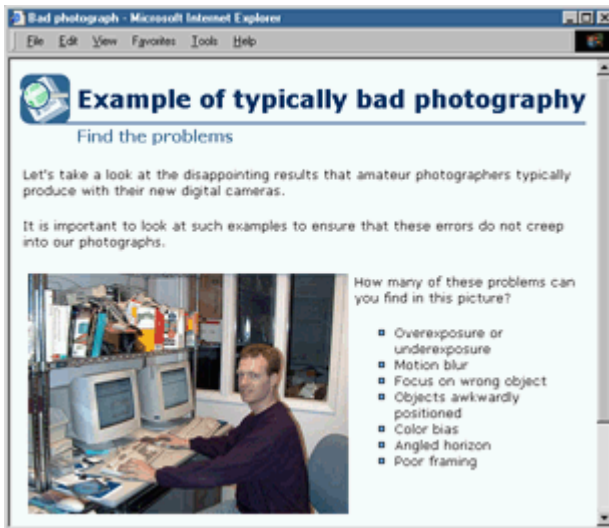 Bad photograph - Microsoft Internet Explorer
File Edit View Favorites Tools Help
Example of typically bad photography
Find the problems
Let's take a look at the disappointing results that amateur photographers typically
produce with their new digital cameras.
It is important to look at such examples to ensure that these errors do not creep
into our photographs.
How many of these problems can
you find in this picture?
Overexposure or
underexposure
Motion blur
Focus on wrong object
Objects awkwardly
positioned
Color bias
Angled horizon
Poor framing